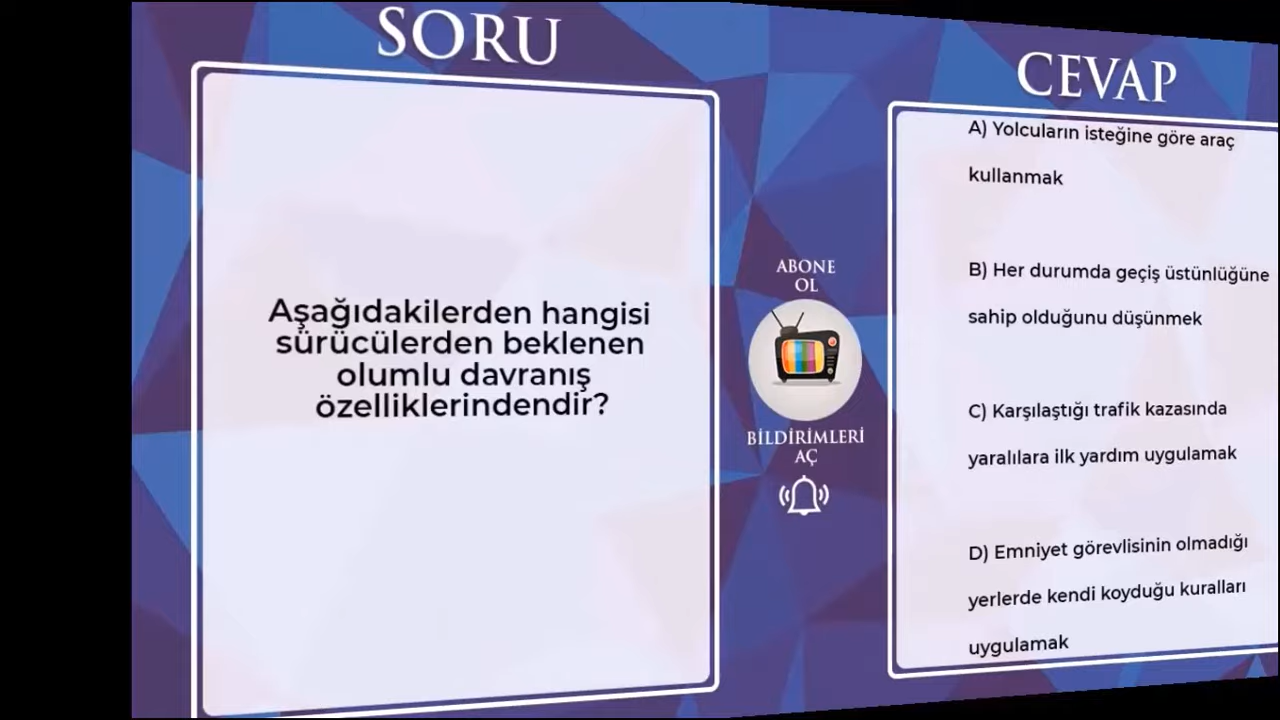 SORU
Aşağıdakilerden hangisi
sürücülerden beklenen
olumlu davranış
özelliklerindendir?
ABONE
OL
BİLDİRİMLERİ
AÇ
CEVAP
A) Yolcuların isteğine göre araç
kullanmak
B) Her durumda geçiş üstünlüğüne
sahip olduğunu düşünmek
C) Karşılaştığı trafik kazasında
yaralılara ilk yardım uygulamak
D) Emniyet görevlisinin olmadığı
yerlerde kendi koyduğu kuralları
uygulamak